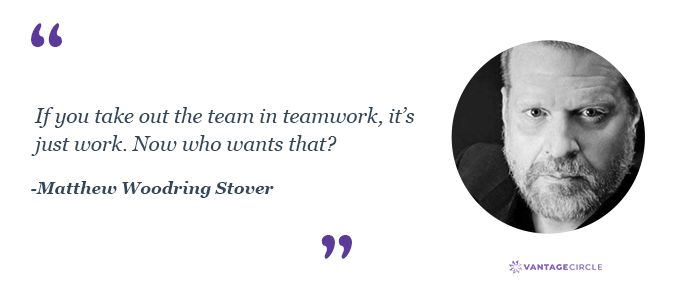 “
If you take out the team in teamwork, it’s
just work. Now who wants that?
-Matthew Woodring Stover
”
VANTAGECIRCLE